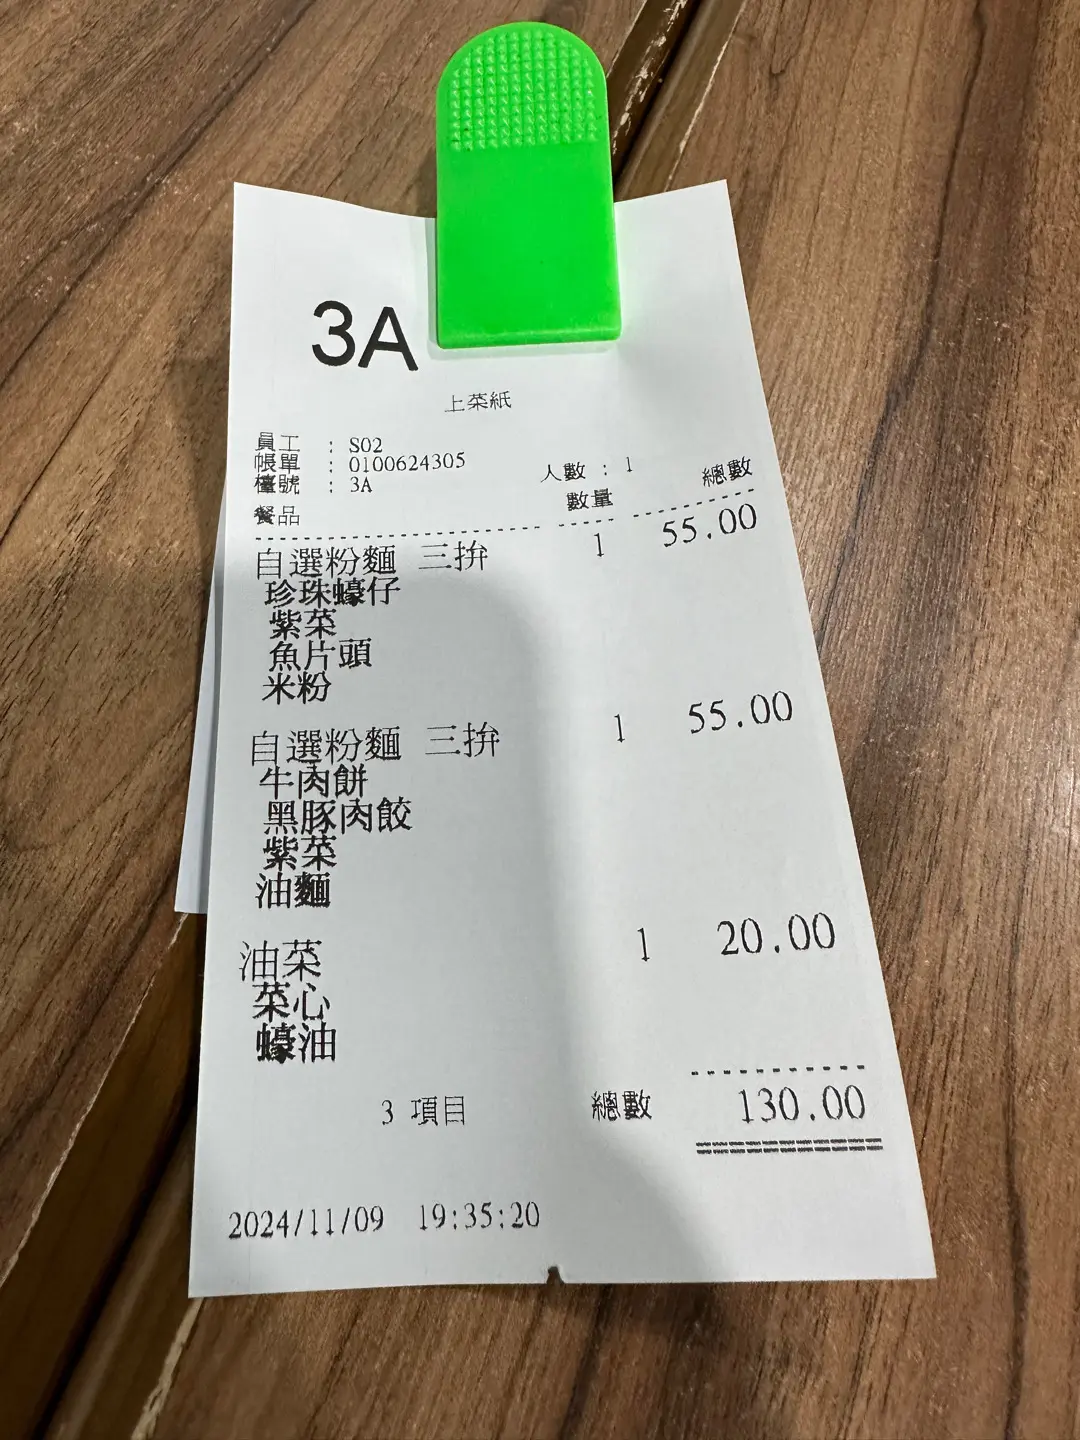 3A
上菜紙
員工 : S02
帳單 : 0100624305
檯號 : 3A
人數 : 1
餐品 數量 總數
自選粉麵 三拚 1 55.00
珍珠蠔仔
紫菜
魚片頭
米粉
自選粉麵 三拚 1 55.00
牛肉餅
黑豚肉餃
紫菜
油麵
油菜 1 20.00
菜心
蠔油
3 項目 總數 130.00
2024/11/09 19:35:20